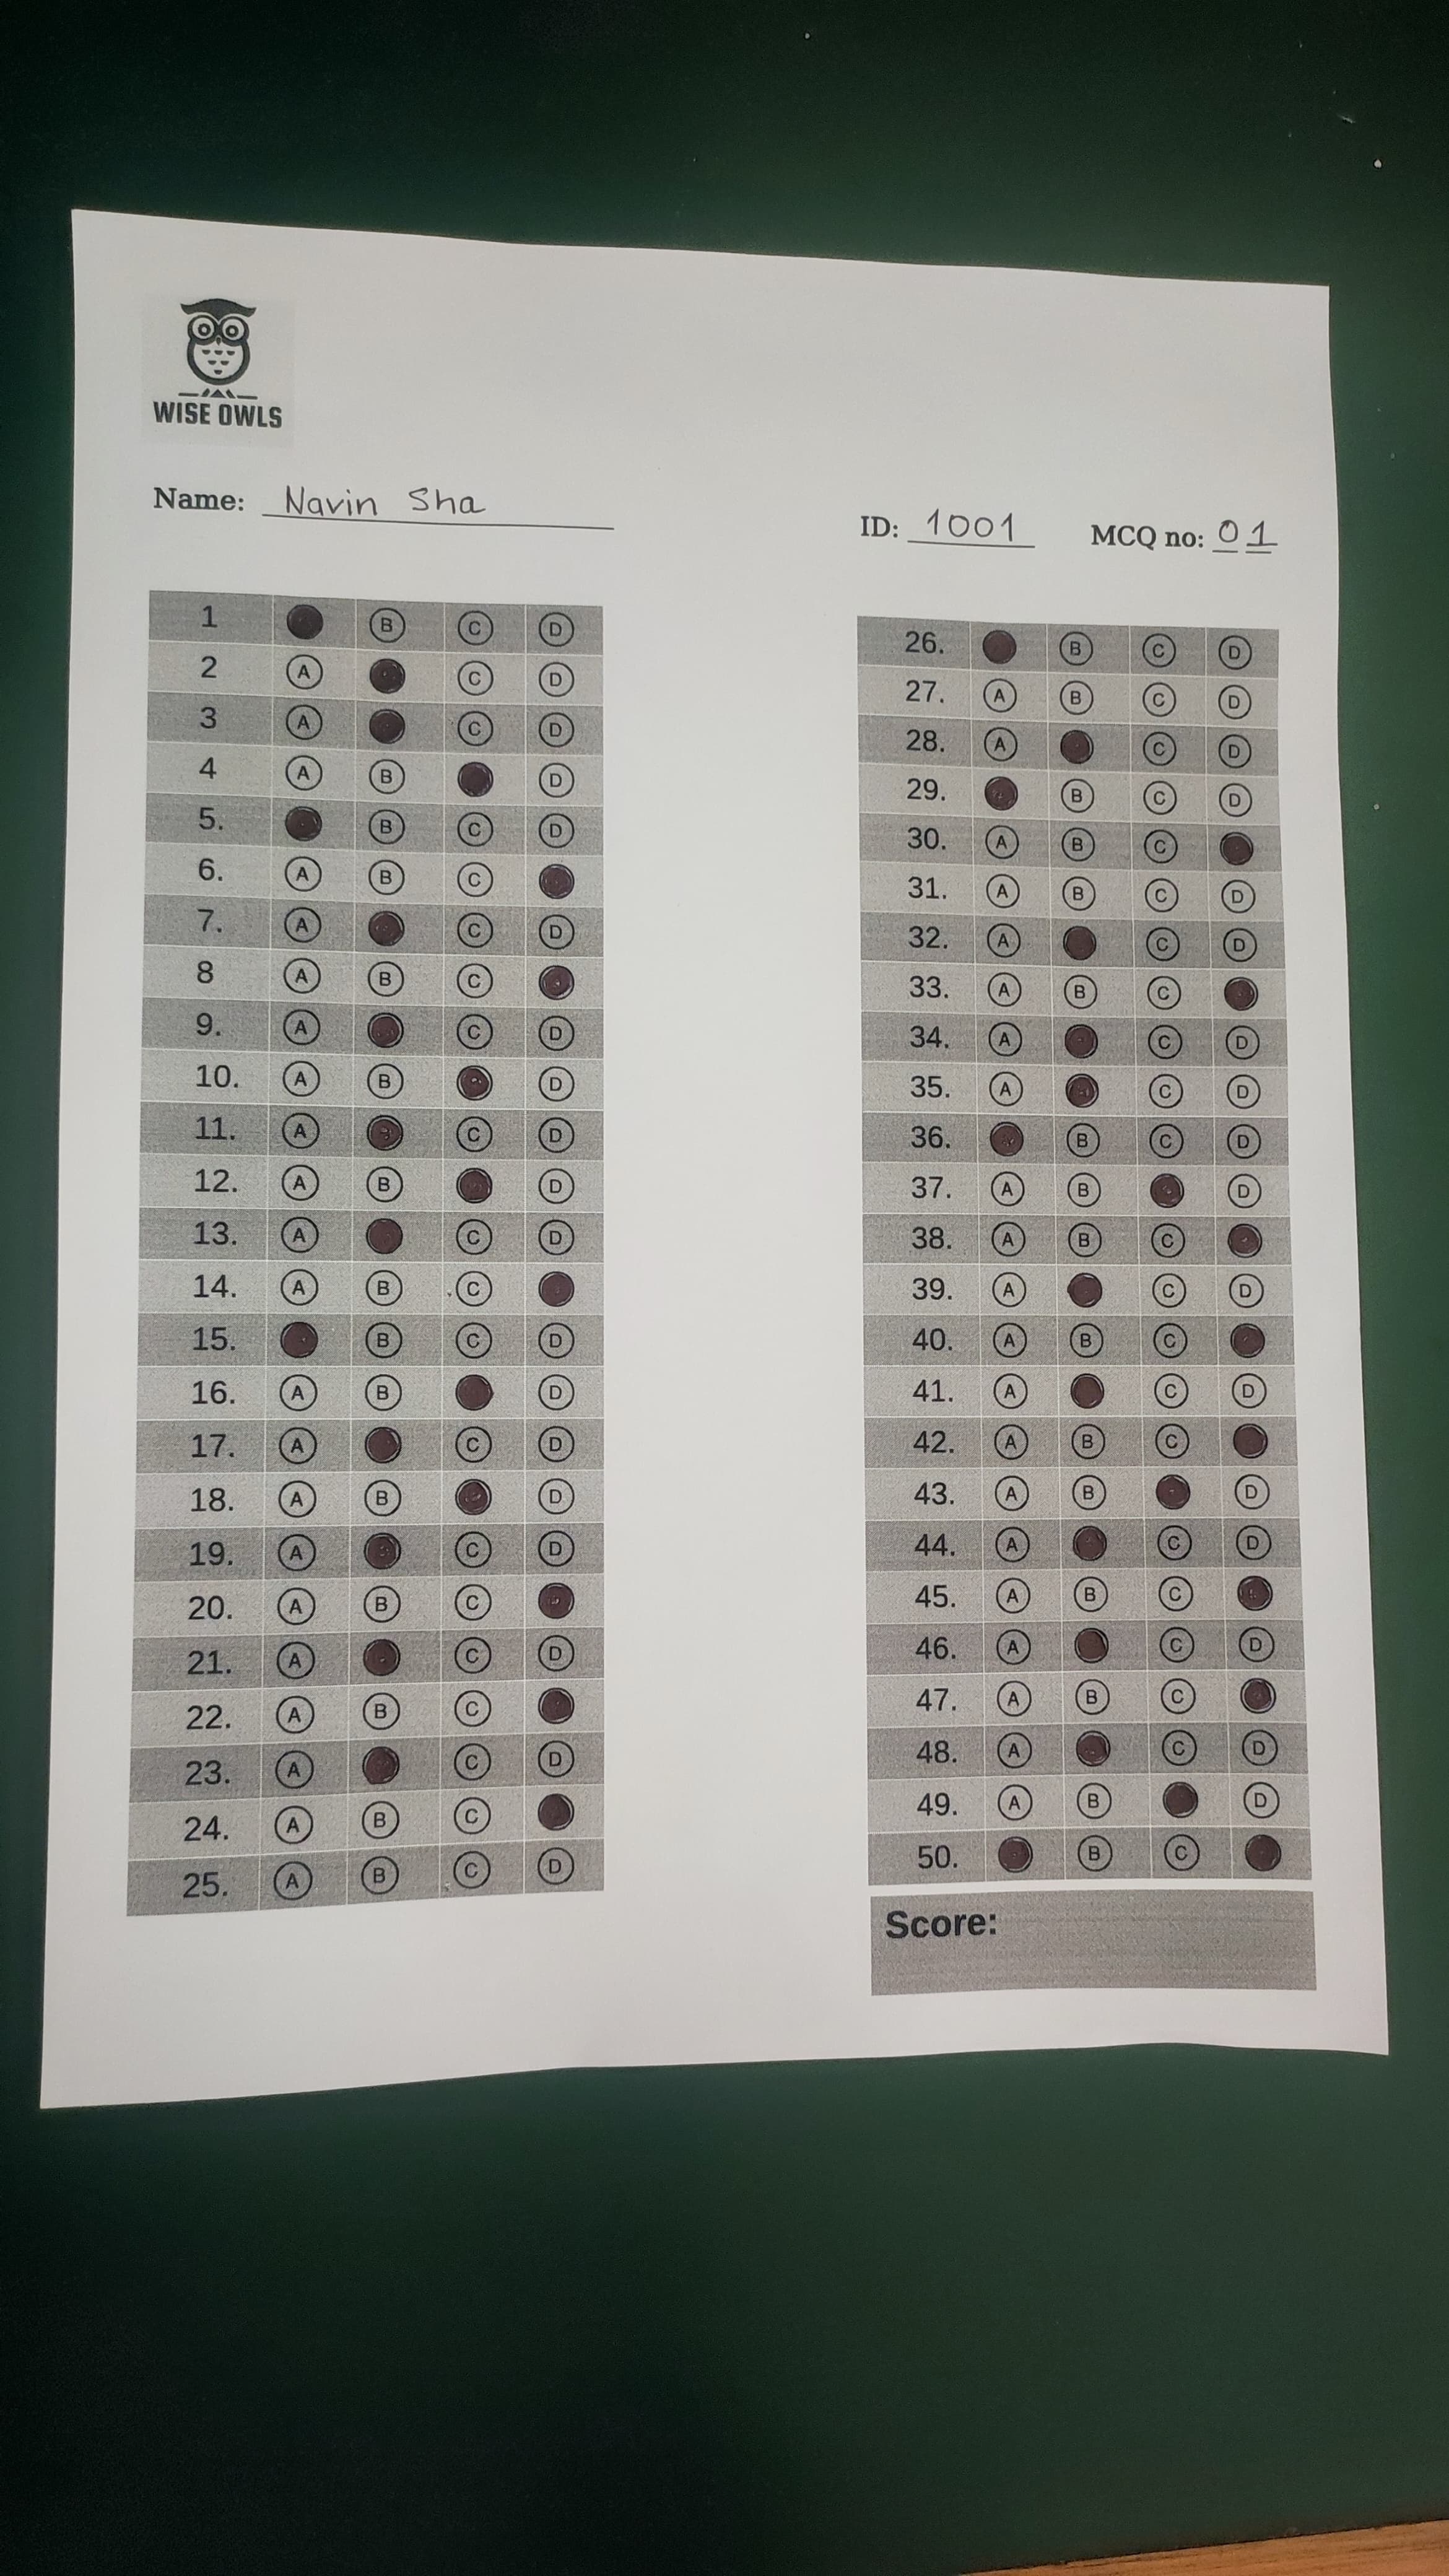 WISE OWLS
Name: Navin Sha
ID: 1001 MCQ no: 01
1 B C D
2 A C D
3 A C D
4 A B D
5. B C D
6. A B C
7. A C D
8 A B C
9. A C D
10. A B D
11. A C D
12. A B D
13. A C D
14. A B C
15. B C D
16. A B D
17. A C D
18. A B D
19. A C D
20. A B C
21. A C D
22. A B C
23. A C D
24. A B C
25. A B C D
26. B C D
27. A B C D
28. A C D
29. B C D
30. A B C
31. A B C D
32. A C D
33. A B C
34. A C D
35. A C D
36. B C D
37. A B D
38. A B C
39. A C D
40. A B C
41. A C D
42. A B C
43. A B D
44. A C D
45. A B C
46. A C D
47. A B C
48. A C D
49. A B D
50. B C
Score: